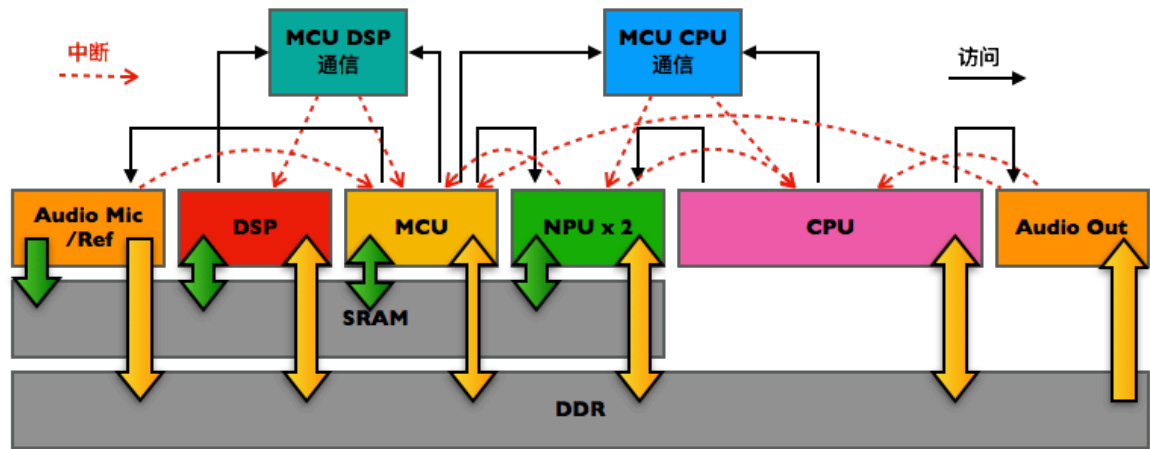 MCU DSP
通信
MCU CPU
通信
中断
访问
Audio Mic
/Ref
DSP
MCU
NPU x 2
CPU
Audio Out
SRAM
DDR